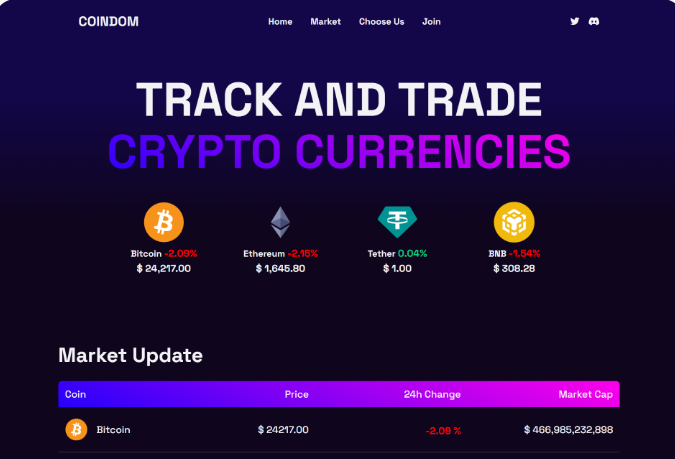 COINDOM Home Market Choose Us Join
TRACK AND TRADE
CRYPTO CURRENCIES
Bitcoin -2.09% Ethereum -2.15% Tether 0.04% BNB -1.54%
$ 24,217.00 $ 1,645.80 $ 1.00 $ 308.28
Market Update
Coin Price 24h Change Market Cap
Bitcoin $ 24217.00 -2.09 % $ 466,985,232,898